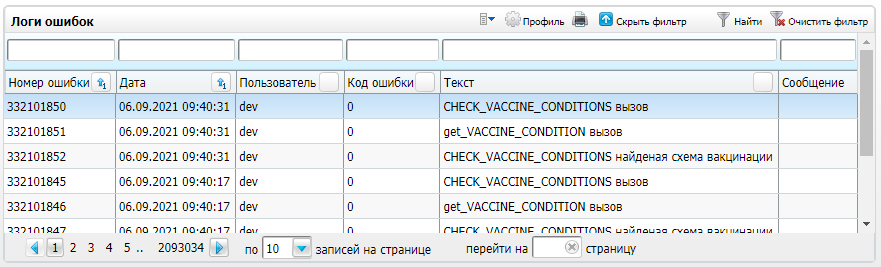 Логи ошибок Профиль Скрыть фильтр Найти Очистить фильтр
Номер ошибки Дата Пользователь Код ошибки Текст Сообщение
332101850 06.09.2021 09:40:31 dev 0 CHECK_VACCINE_CONDITIONS вызов
332101851 06.09.2021 09:40:31 dev 0 get_VACCINE_CONDITION вызов
332101852 06.09.2021 09:40:31 dev 0 CHECK_VACCINE_CONDITIONS найденая схема вакцинации
332101845 06.09.2021 09:40:17 dev 0 CHECK_VACCINE_CONDITIONS вызов
332101846 06.09.2021 09:40:17 dev 0 get_VACCINE_CONDITION вызов
332101847 06.09.2021 09:40:17 dev 0 CHECK_VACCINE_CONDITIONS найденая схема вакцинации
1 2 3 4 5 .. 2093034 по 10 записей на странице перейти на страницу